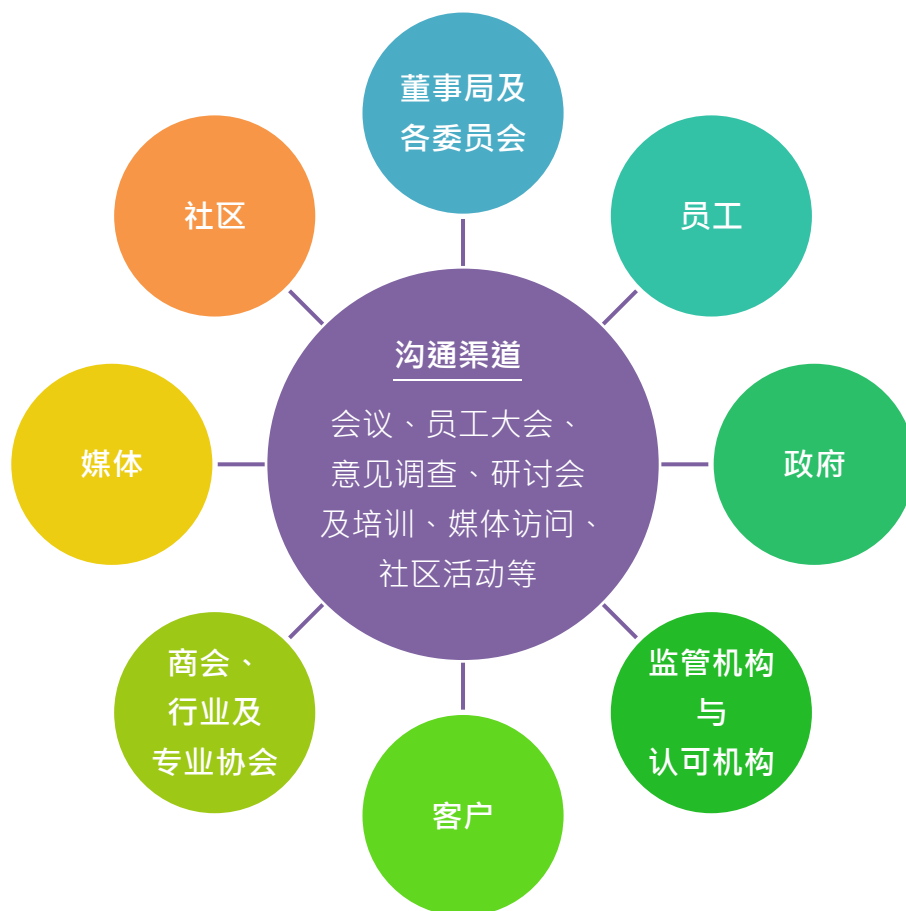 董事局及
各委员会
社区
员工
沟通渠道
会议、员工大会、
意见调查、研讨会
及培训、媒体访问、
社区活动等
媒体
政府
商会、
行业及
专业协会
监管机构
与
认可机构
客户